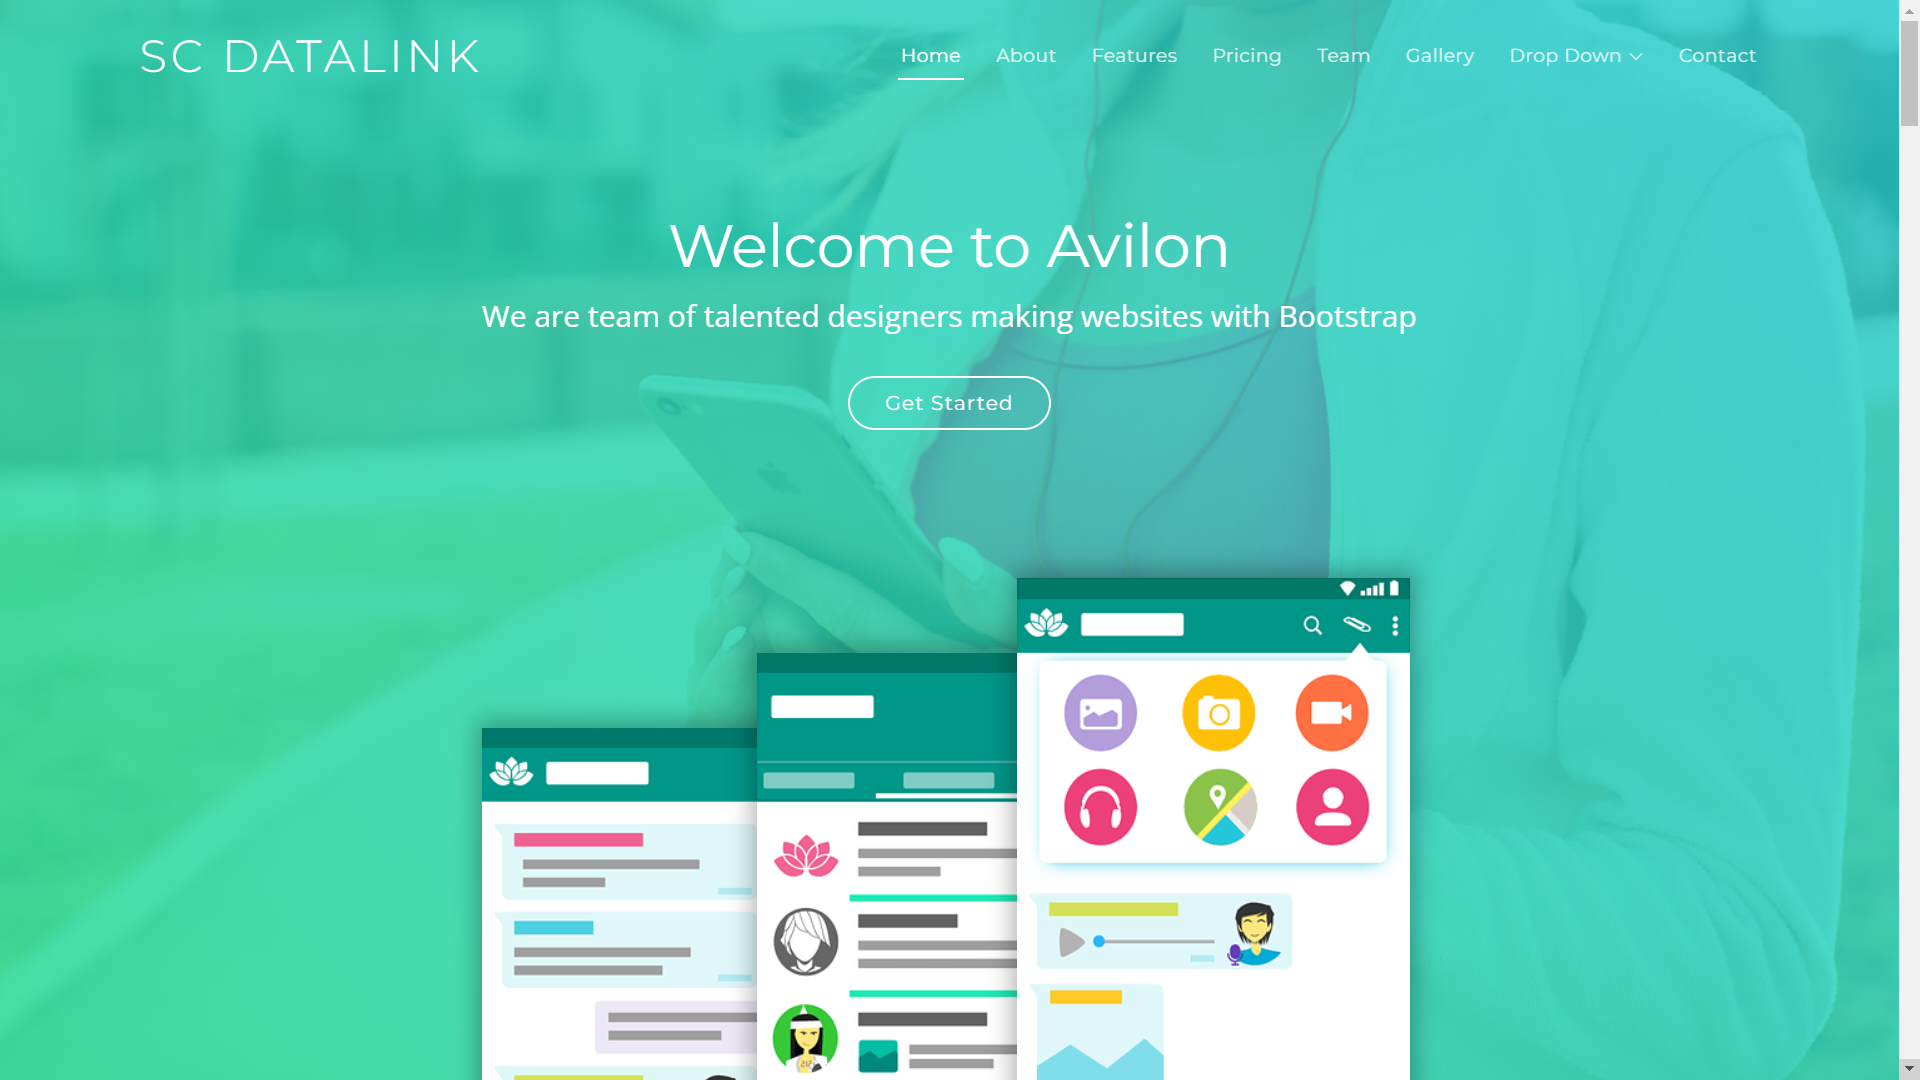 SC DATALINK
Home About Features Pricing Team Gallery Drop Down Contact
Welcome to Avilon
We are team of talented designers making websites with Bootstrap
Get Started